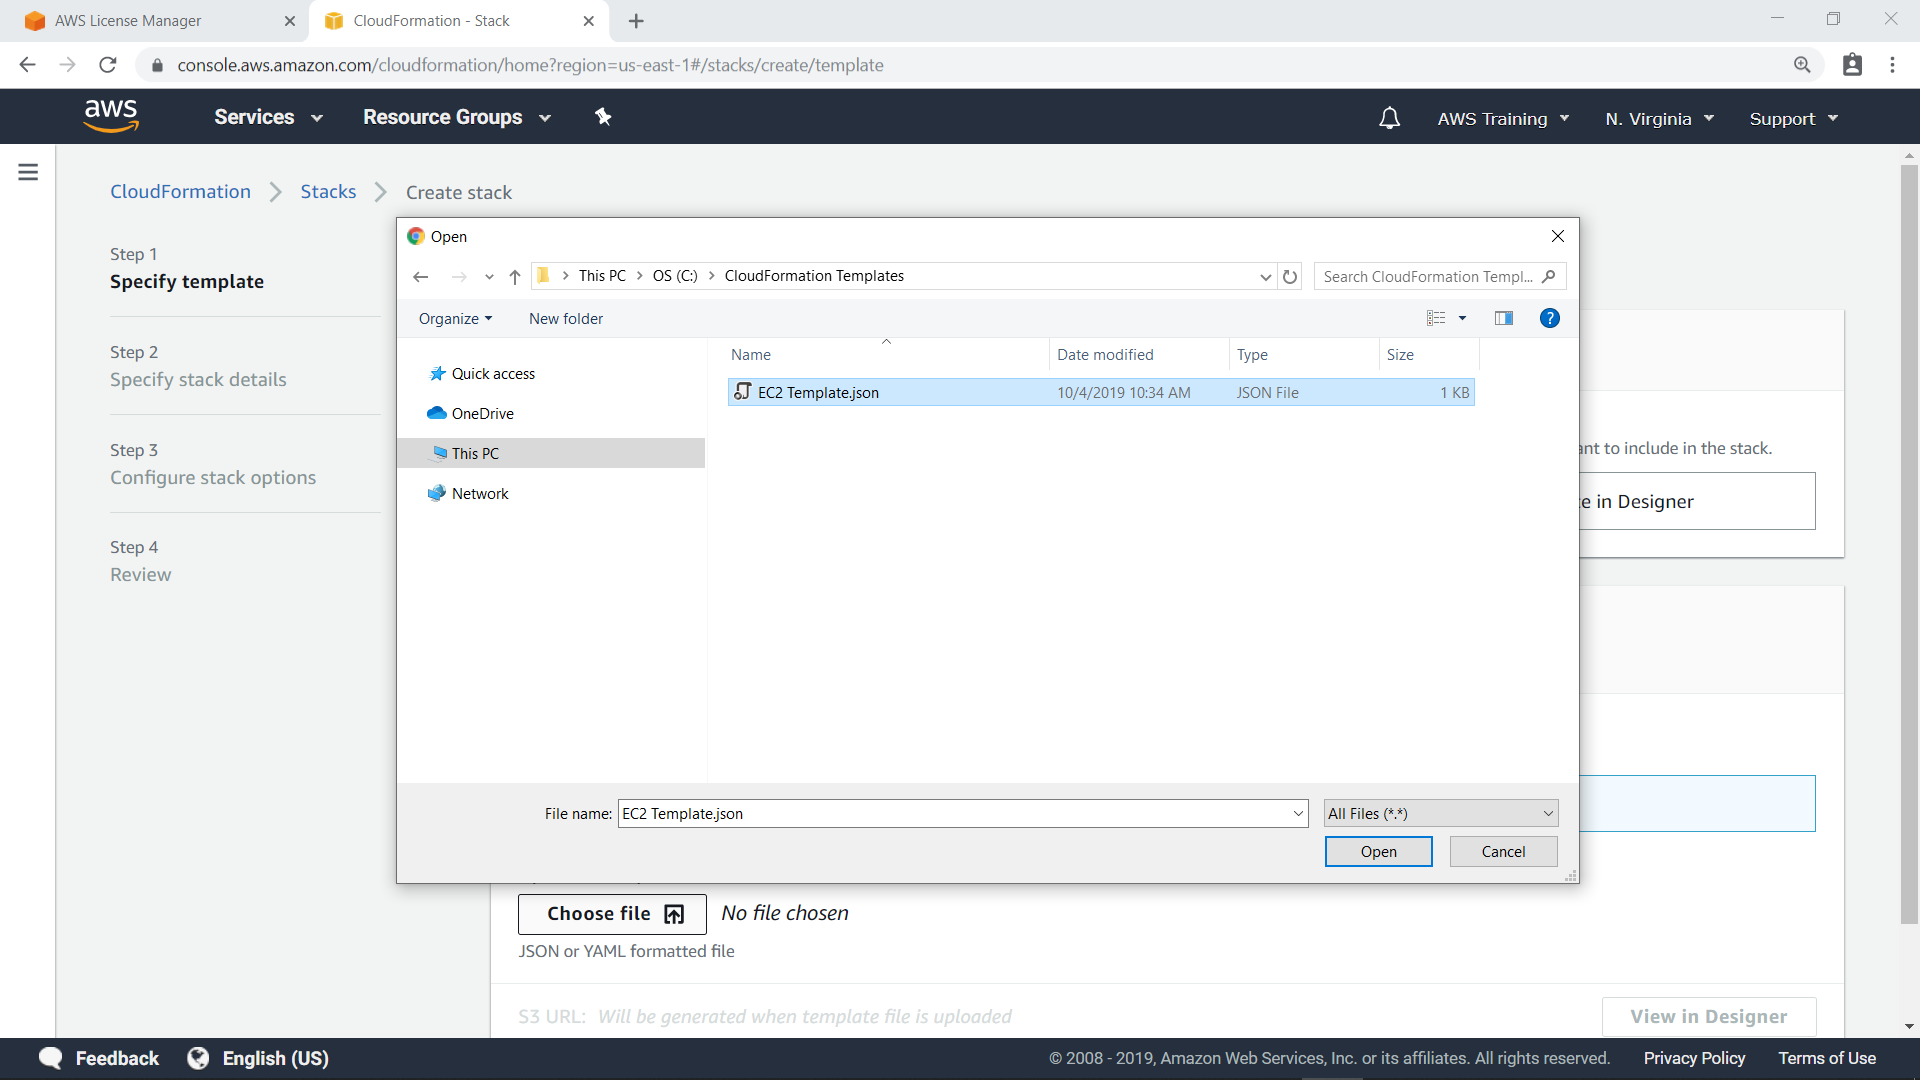 AWS License Manager
CloudFormation - Stack
console.aws.amazon.com/cloudformation/home?region=us-east-1#/stacks/create/template
aws
Services
Resource Groups
AWS Training
N. Virginia
Support
CloudFormation
Stacks
Create stack
Step 1
Specify template
Step 2
Specify stack details
Step 3
Configure stack options
Step 4
Review
Open
This PC
OS (C:)
CloudFormation Templates
Search CloudFormation Templ...
Organize
New folder
Quick access
OneDrive
This PC
Network
Name
Date modified
Type
Size
EC2 Template.json
10/4/2019 10:34 AM
JSON File
1 KB
ant to include in the stack.
e in Designer
File name:
EC2 Template.json
All Files (*.*)
Open
Cancel
Choose file
No file chosen
JSON or YAML formatted file
S3 URL: Will be generated when template file is uploaded
View in Designer
Feedback
English (US)
© 2008 - 2019, Amazon Web Services, Inc. or its affiliates. All rights reserved.
Privacy Policy
Terms of Use